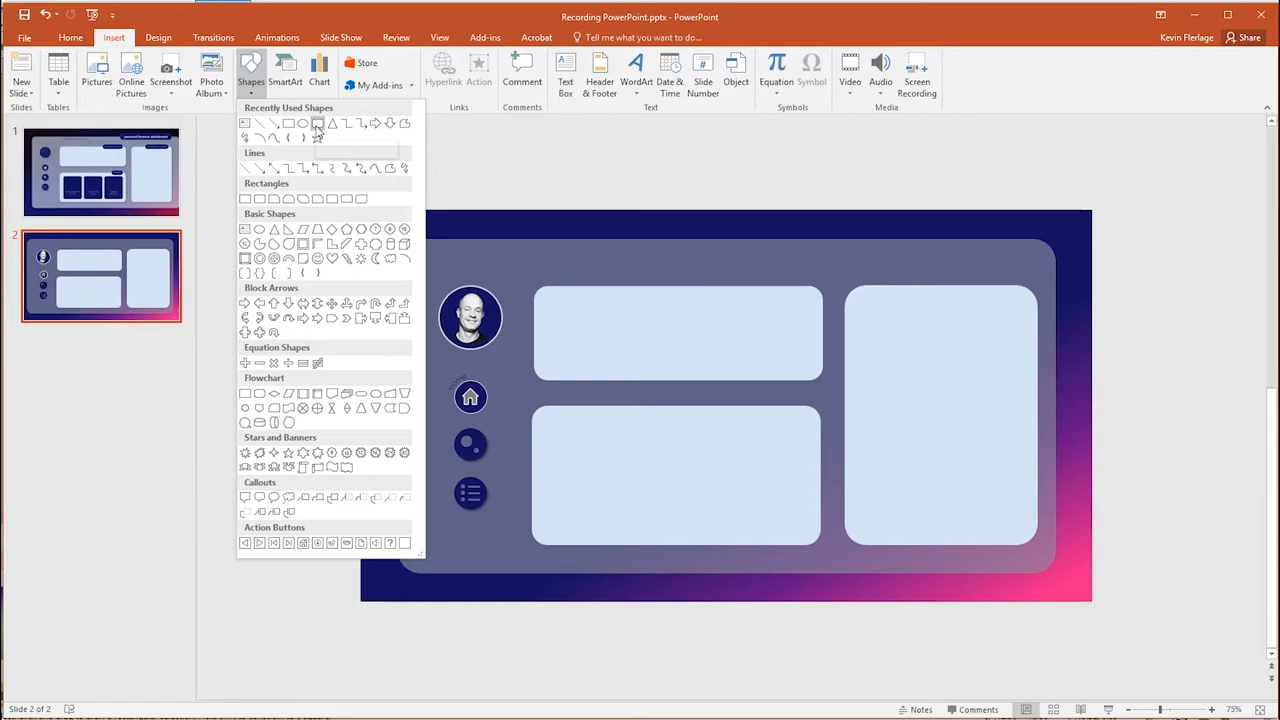 Recording PowerPoint.pptx - PowerPoint
File Home Insert Design Transitions Animations Slide Show Review View Add-ins Acrobat Tell me what you want to do... Kevin Flerlage Share
New Slide
Table
Pictures
Online Pictures
Screenshot
Photo Album
Shapes
SmartArt
Chart
Store
My Add-ins
Hyperlink
Action
Comment
Text Box
Header & Footer
WordArt
Date & Time
Slide Number
Object
Equation
Symbol
Video
Audio
Screen Recording
Slides Tables Images Links Comments Text Symbols Media
Recently Used Shapes
Lines
Rectangles
Basic Shapes
Block Arrows
Equation Shapes
Flowchart
Stars and Banners
Callouts
Action Buttons
1
2
home
Slide 2 of 2
Notes Comments 75%